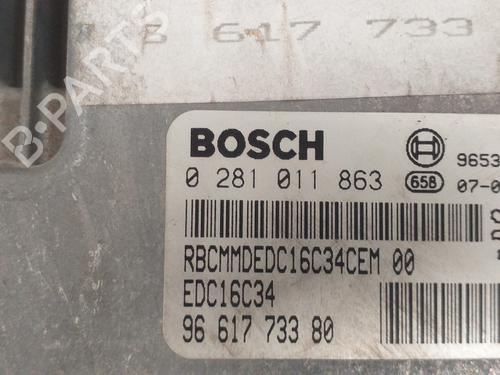 617 733
BOSCH
9653
0 281 011 863
658
07-0
RBCMMDEDC16C34CEM 00
EDC16C34
96 617 733 80
B-PARTS